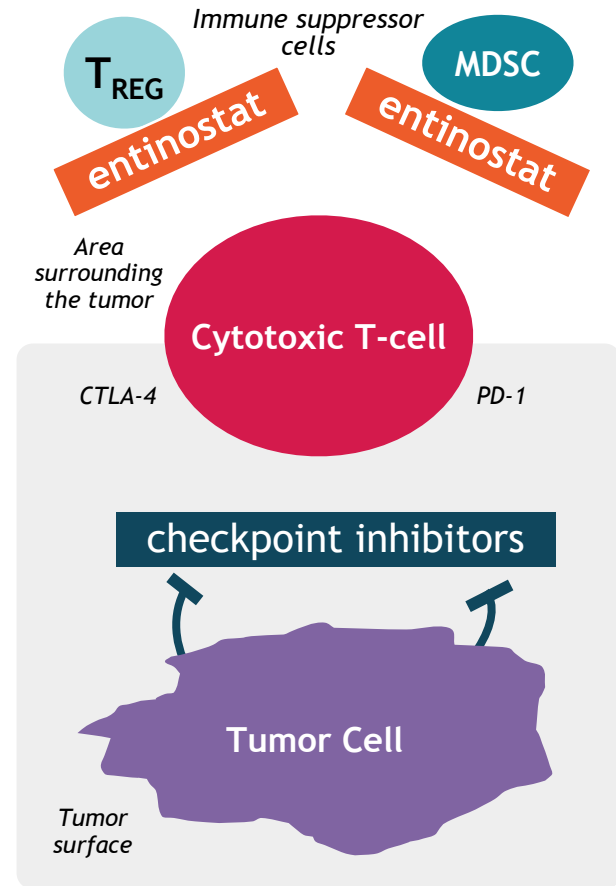 Immune suppressor
cells
TREG
MDSC
entinostat
entinostat
Area
surrounding
the tumor
Cytotoxic T-cell
CTLA-4
PD-1
checkpoint inhibitors
Tumor Cell
Tumor
surface